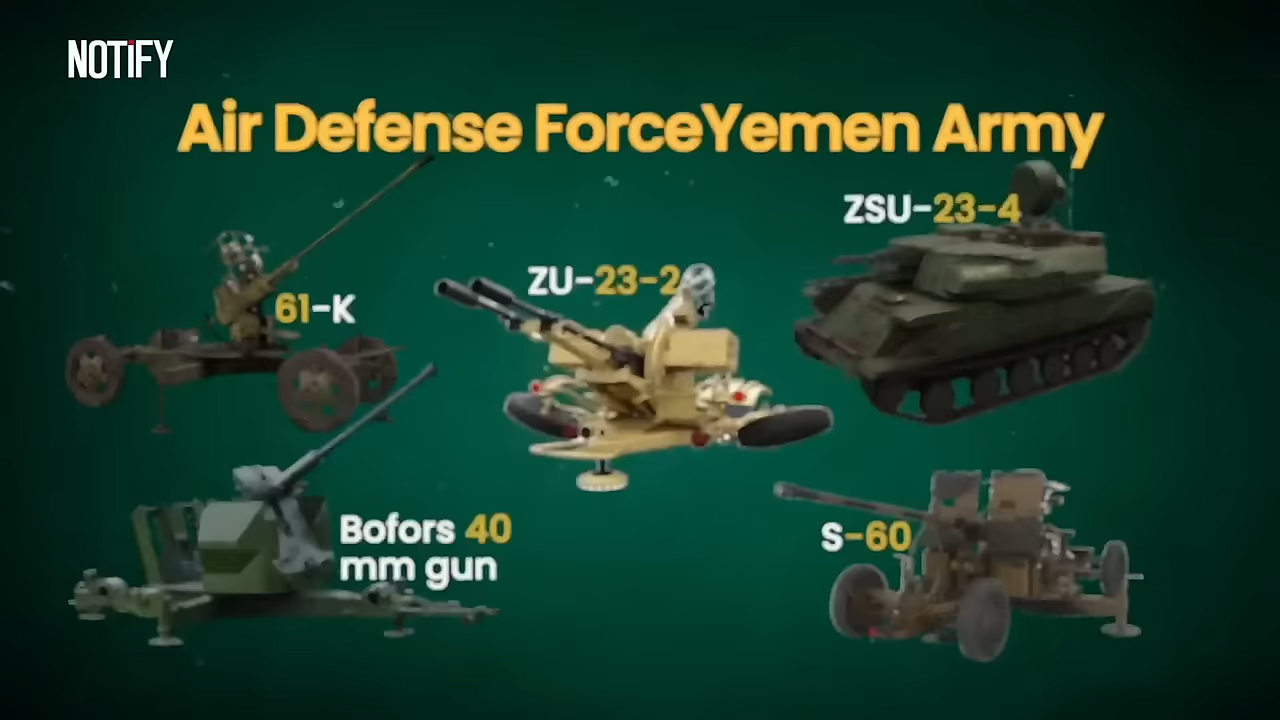 NOTiFY
Air Defense ForceYemen Army
ZSU-23-4
ZU-23-2
61-K
Bofors 40
mm gun
S-60